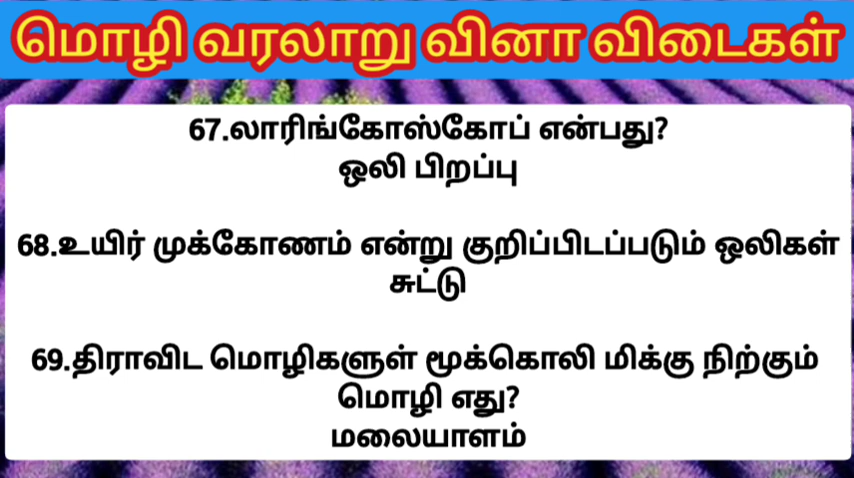 மொழி வரலாறு வினா விடைகள்
67.லாரிங்கோஸ்கோப் என்பது?
ஒலி பிறப்பு
68.உயிர் முக்கோணம் என்று குறிப்பிடப்படும் ஒலிகள்
சுட்டு
69.திராவிட மொழிகளுள் மூக்கொலி மிக்கு நிற்கும்
மொழி எது?
மலையாளம்